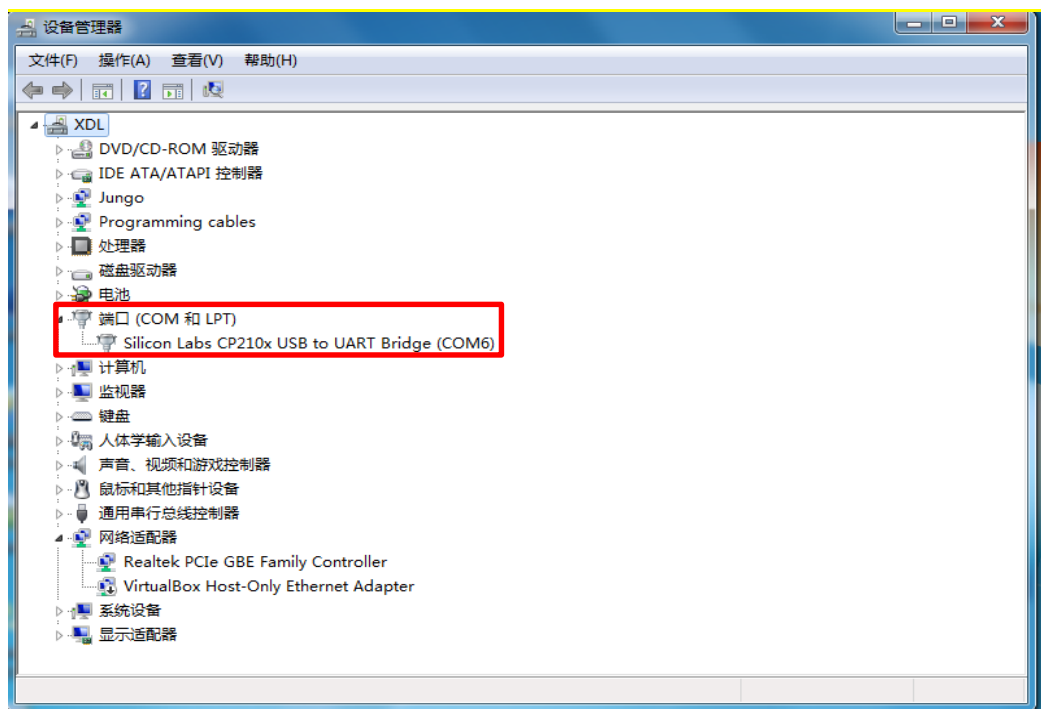 设备管理器
文件(F) 操作(A) 查看(V) 帮助(H)
XDL
DVD/CD-ROM 驱动器
IDE ATA/ATAPI 控制器
Jungo
Programming cables
处理器
磁盘驱动器
电池
端口 (COM 和 LPT)
Silicon Labs CP210x USB to UART Bridge (COM6)
计算机
监视器
键盘
人体学输入设备
声音、视频和游戏控制器
鼠标和其他指针设备
通用串行总线控制器
网络适配器
Realtek PCIe GBE Family Controller
VirtualBox Host-Only Ethernet Adapter
系统设备
显示适配器